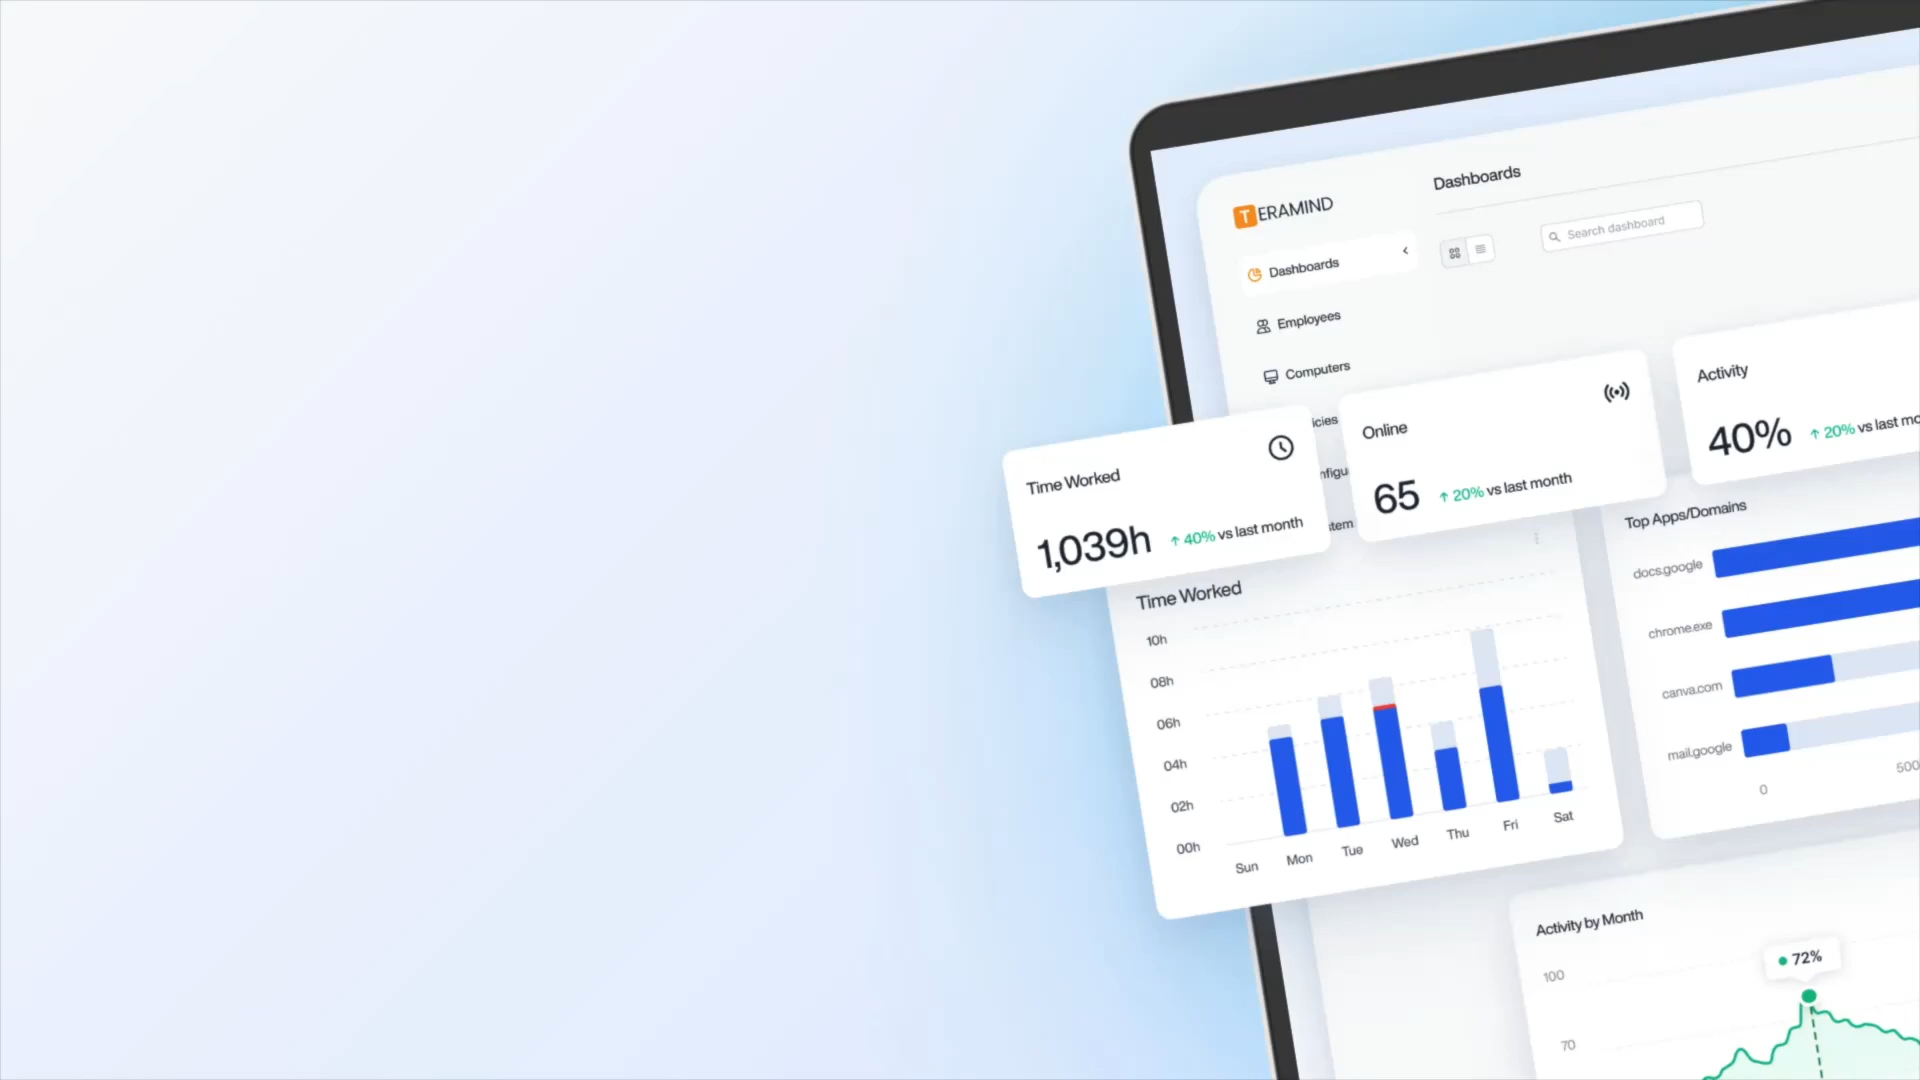 TERAMIND
Dashboards
Search dashboard
Dashboards
Employees
Computers
icies
nfigu
stem
Time Worked
1,039h
40% vs last month
Online
65
20% vs last month
Activity
40%
20% vs last mo
Time Worked
10h
08h
06h
04h
02h
00h
Sun
Mon
Tue
Wed
Thu
Fri
Sat
Top Apps/Domains
docs.google
chrome.exe
canva.com
mail.google
0
500
Activity by Month
100
70
72%